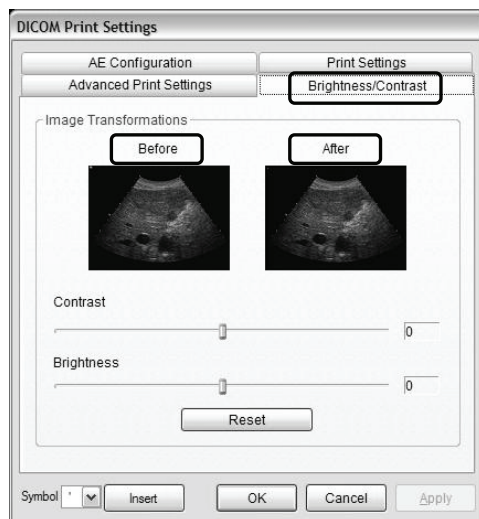 DICOM Print Settings
AE Configuration Print Settings
Advanced Print Settings Brightness/Contrast
Image Transformations
Before After
Contrast
0
Brightness
0
Reset
Symbol ' Insert OK Cancel Apply